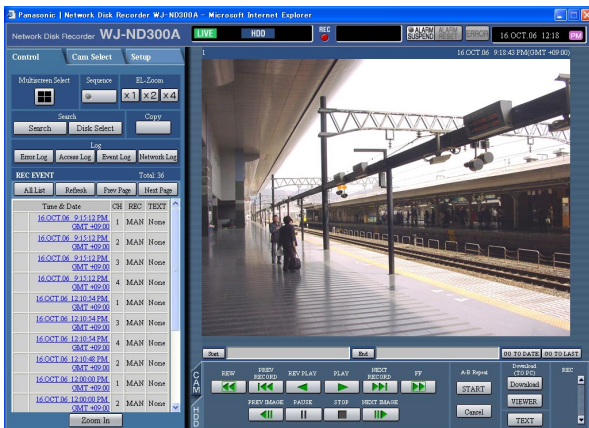 Panasonic | Network Disk Recorder WJ-ND300A - Microsoft Internet Explorer
Network Disk Recorder WJ-ND300A
LIVE HDD REC ALARM SUSPEND ALARM RESET ERROR 16 OCT.06 12:18 PM
Control Cam Select Setup
1 16.OCT.06 9:18:43 PM(GMT +09:00)
Multiscreen Select Sequence EL-Zoom
x1 x2 x4
Search Copy
Search Disk Select
Log
Error Log Access Log Event Log Network Log
REC EVENT Total: 36
All List Refresh Prev Page Next Page
Time & Date CH REC TEXT
16.OCT.06 9:15:12 PM GMT +09:00 1 MAN None
16.OCT.06 9:15:12 PM GMT +09:00 2 MAN None
16.OCT.06 9:15:12 PM GMT +09:00 3 MAN None
16.OCT.06 9:15:12 PM GMT +09:00 4 MAN None
16.OCT.06 12:10:54 PM GMT +09:00 1 MAN None
16.OCT.06 12:10:54 PM GMT +09:00 3 MAN None
16.OCT.06 12:10:54 PM GMT +09:00 4 MAN None
16.OCT.06 12:10:48 PM GMT +09:00 2 MAN None
16.OCT.06 12:00:00 PM GMT +09:00 1 MAN None
16.OCT.06 12:00:00 PM GMT +09:00 2 MAN None
Zoom In
Start End GO TO DATE GO TO LAST
CAM
HDD
REW PREV RECORD REV PLAY PLAY NEXT RECORD FF
PREV IMAGE PAUSE STOP NEXT IMAGE
A-B Repeat
START
Cancel
Download (TO PC)
Download
VIEWER
TEXT
REC